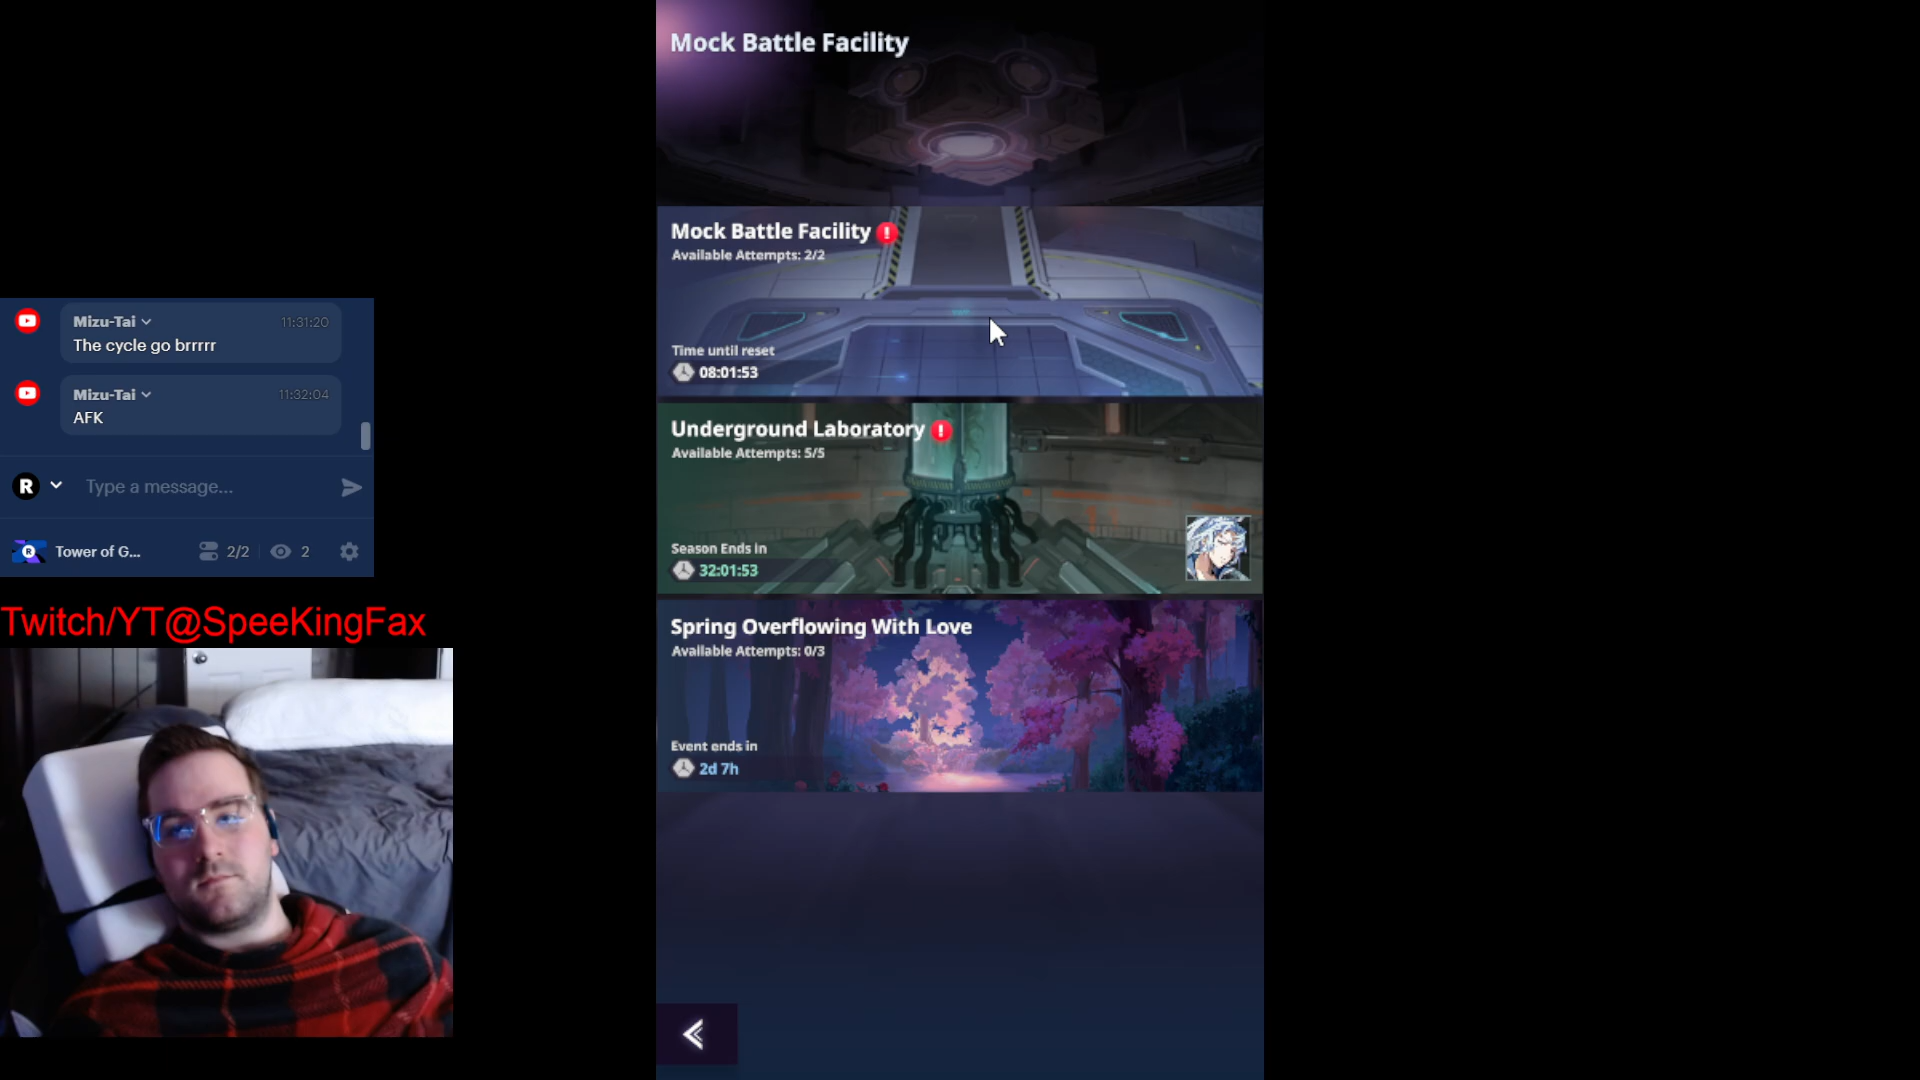 Mock Battle Facility
Mock Battle Facility !
Available Attempts: 2/2
Time until reset
08:01:53
Underground Laboratory !
Available Attempts: 5/5
Season Ends in
32:01:53
Spring Overflowing With Love
Available Attempts: 0/3
Event ends in
2d 7h
Mizu-Tai 11:31:20
The cycle go brrrrr
Mizu-Tai 11:32:04
AFK
R Type a message...
R Tower of G... 2/2 2
Twitch/YT@SpeeKingFax